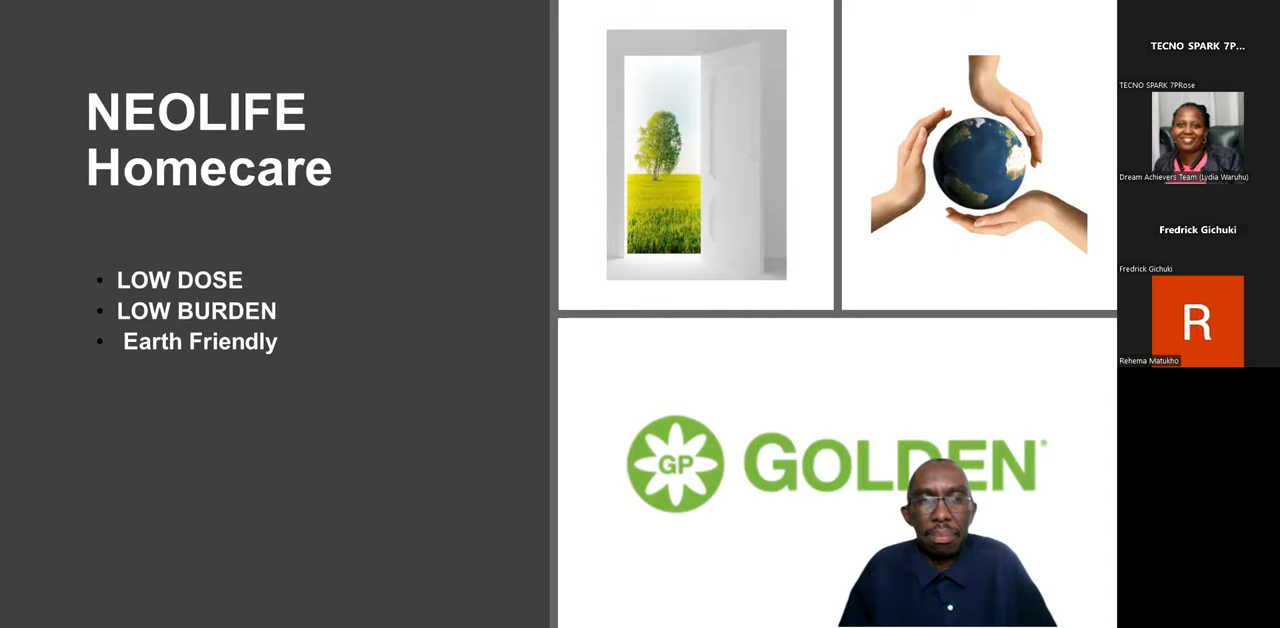 NEOLIFE
Homecare
• LOW DOSE
• LOW BURDEN
• Earth Friendly
GP
GOLDEN
TECNO SPARK 7P...
TECNO SPARK 7PRose
Dream Achievers Team (Lydia Waruhu)
Fredrick Gichuki
Fredrick Gichuki
R
Rehema Matukho